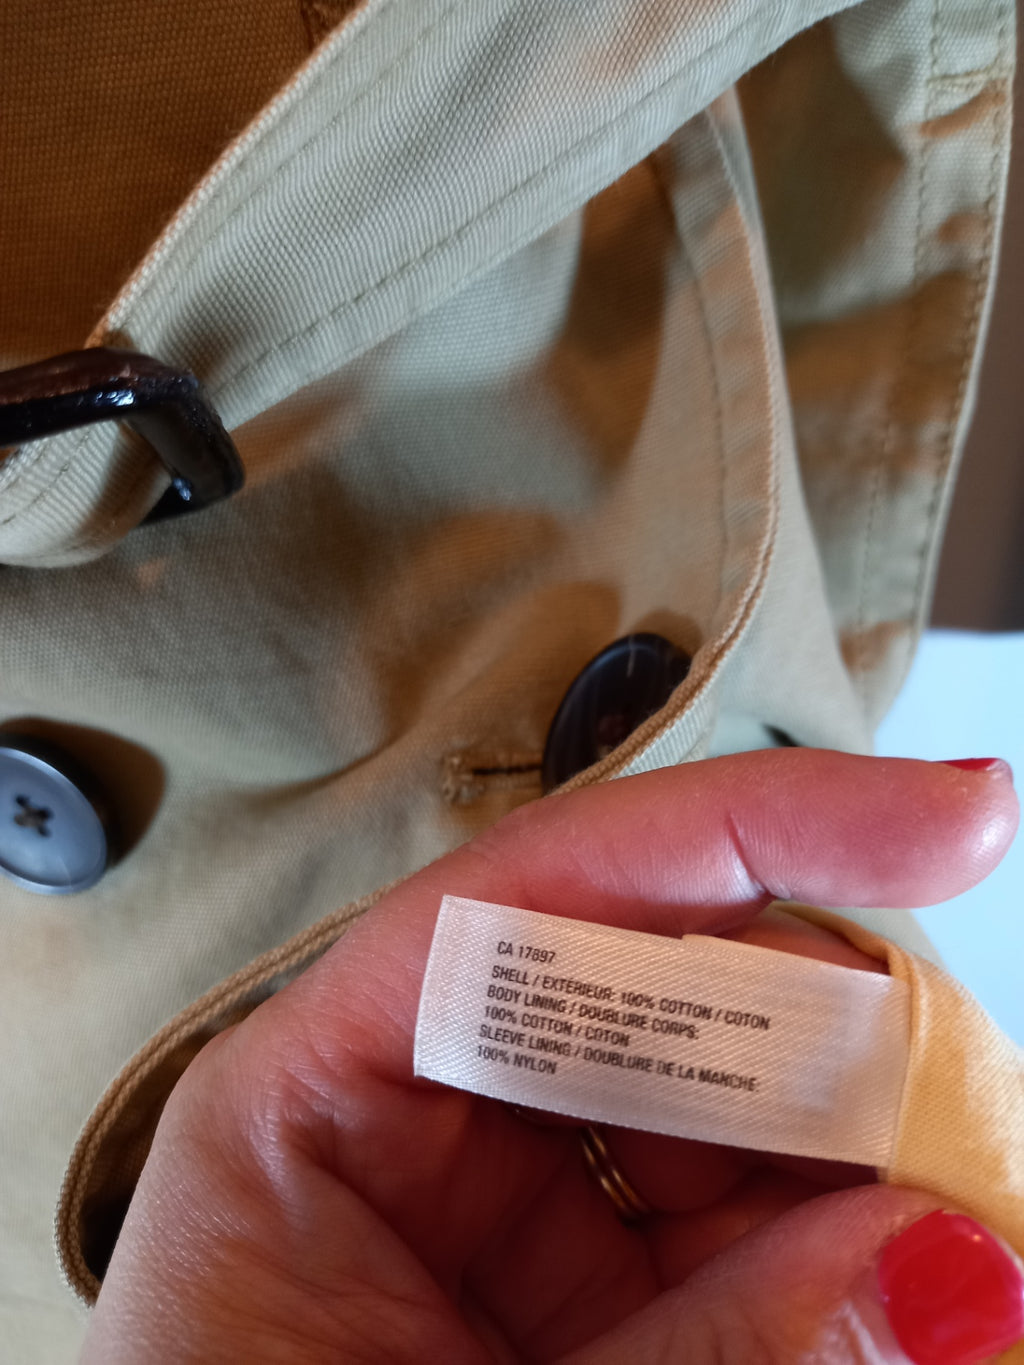 CA 17897
SHELL / EXTÉRIEUR: 100% COTTON / COTON
BODY LINING / DOUBLURE CORPS:
100% COTTON / COTON
SLEEVE LINING / DOUBLURE DE LA MANCHE:
100% NYLON